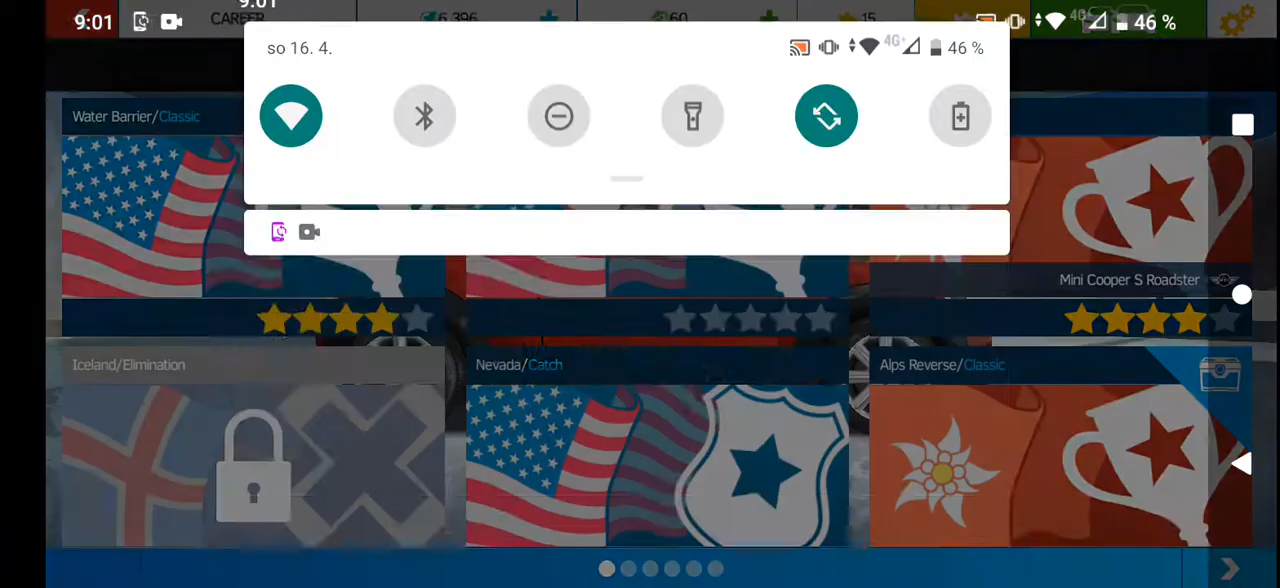 9:01
9:01
46 %
CAREER
6,396
60
15
so 16. 4.
4G+
46 %
Water Barrier/Classic
Mini Cooper S Roadster
Iceland/Elimination
Nevada/Catch
Alps Reverse/Classic